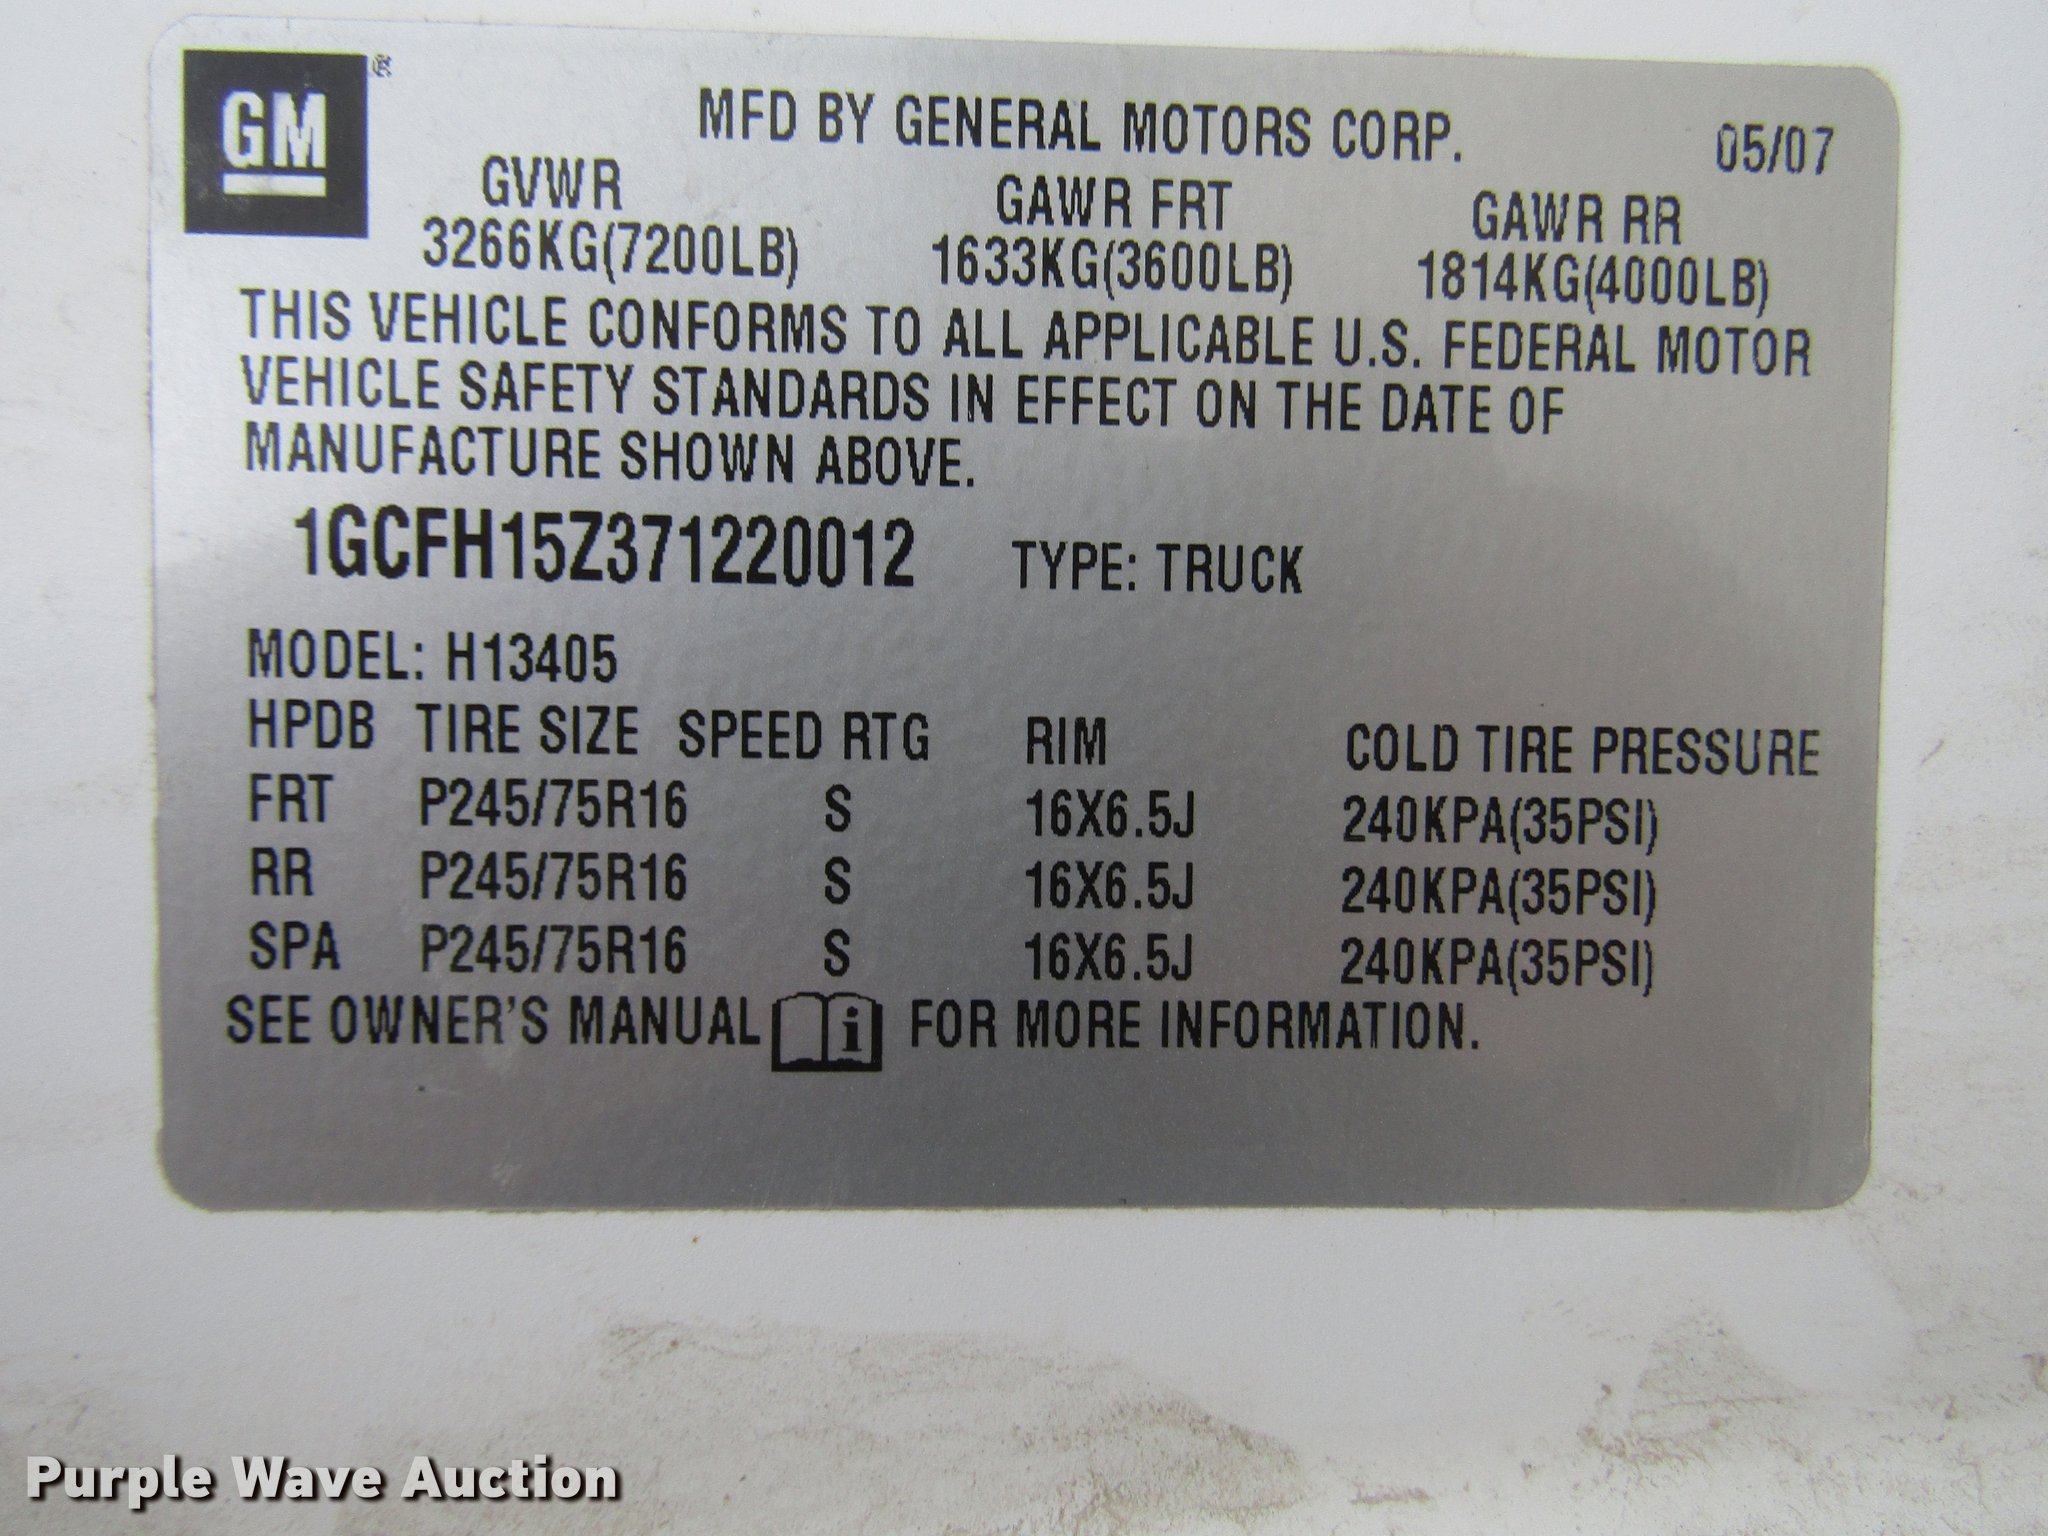 GM®
MFD BY GENERAL MOTORS CORP. 05/07
GVWR GAWR FRT GAWR RR
3266KG(7200LB) 1633KG(3600LB) 1814KG(4000LB)
THIS VEHICLE CONFORMS TO ALL APPLICABLE U.S. FEDERAL MOTOR
VEHICLE SAFETY STANDARDS IN EFFECT ON THE DATE OF
MANUFACTURE SHOWN ABOVE.
1GCFH15Z371220012 TYPE: TRUCK
MODEL: H13405
HPDB TIRE SIZE SPEED RTG RIM COLD TIRE PRESSURE
FRT P245/75R16 S 16X6.5J 240KPA(35PSI)
RR P245/75R16 S 16X6.5J 240KPA(35PSI)
SPA P245/75R16 S 16X6.5J 240KPA(35PSI)
SEE OWNER'S MANUAL i FOR MORE INFORMATION.
Purple Wave Auction